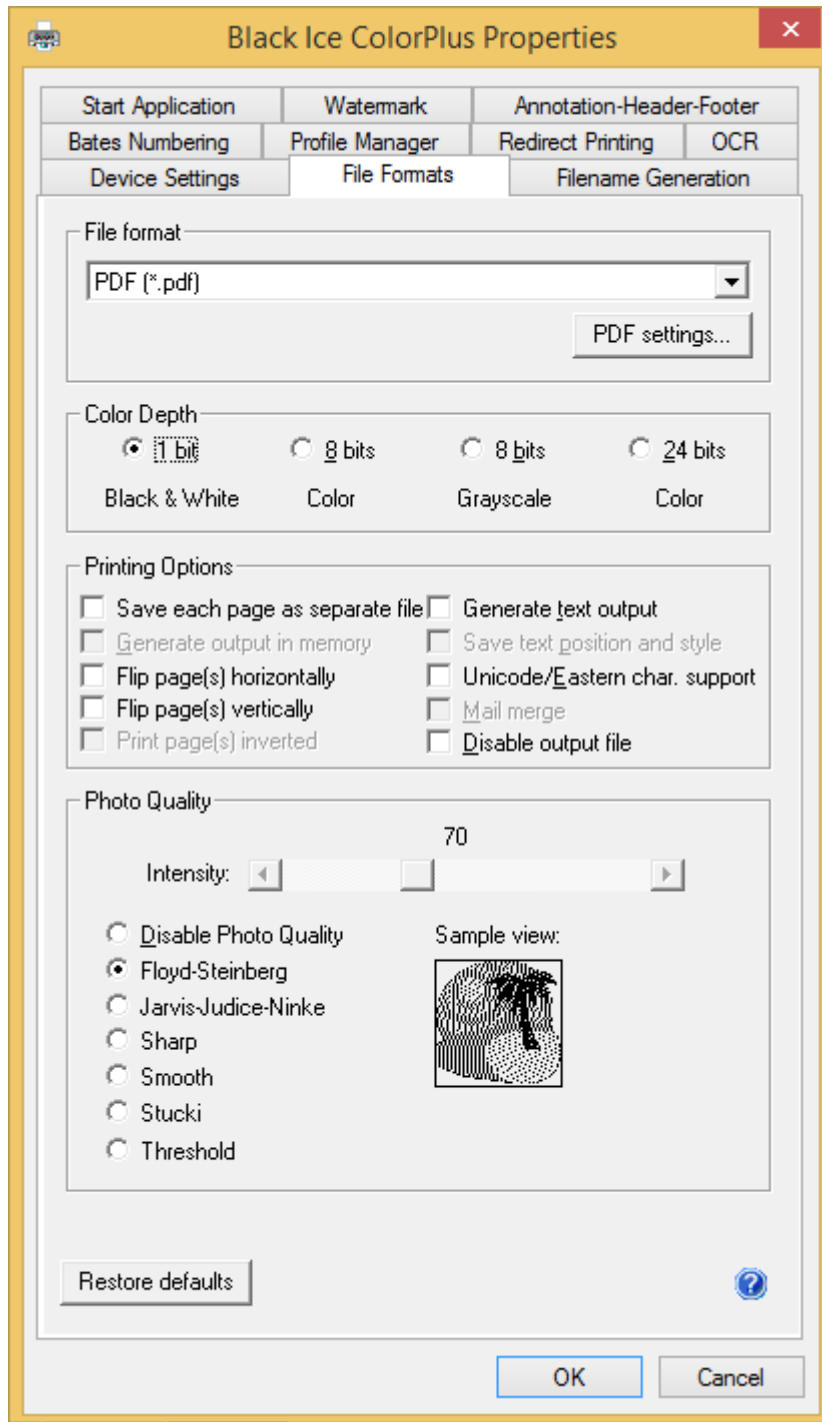 Black Ice ColorPlus Properties
Start Application Watermark Annotation-Header-Footer
Bates Numbering Profile Manager Redirect Printing OCR
Device Settings File Formats Filename Generation
File format
PDF (*.pdf)
PDF settings...
Color Depth
1 bit 8 bits 8 bits 24 bits
Black & White Color Grayscale Color
Printing Options
Save each page as separate file Generate text output
Generate output in memory Save text position and style
Flip page(s) horizontally Unicode/Eastern char. support
Flip page(s) vertically Mail merge
Print page(s) inverted Disable output file
Photo Quality
70
Intensity:
Disable Photo Quality Sample view:
Floyd-Steinberg
Jarvis-Judice-Ninke
Sharp
Smooth
Stucki
Threshold
Restore defaults ?
OK Cancel